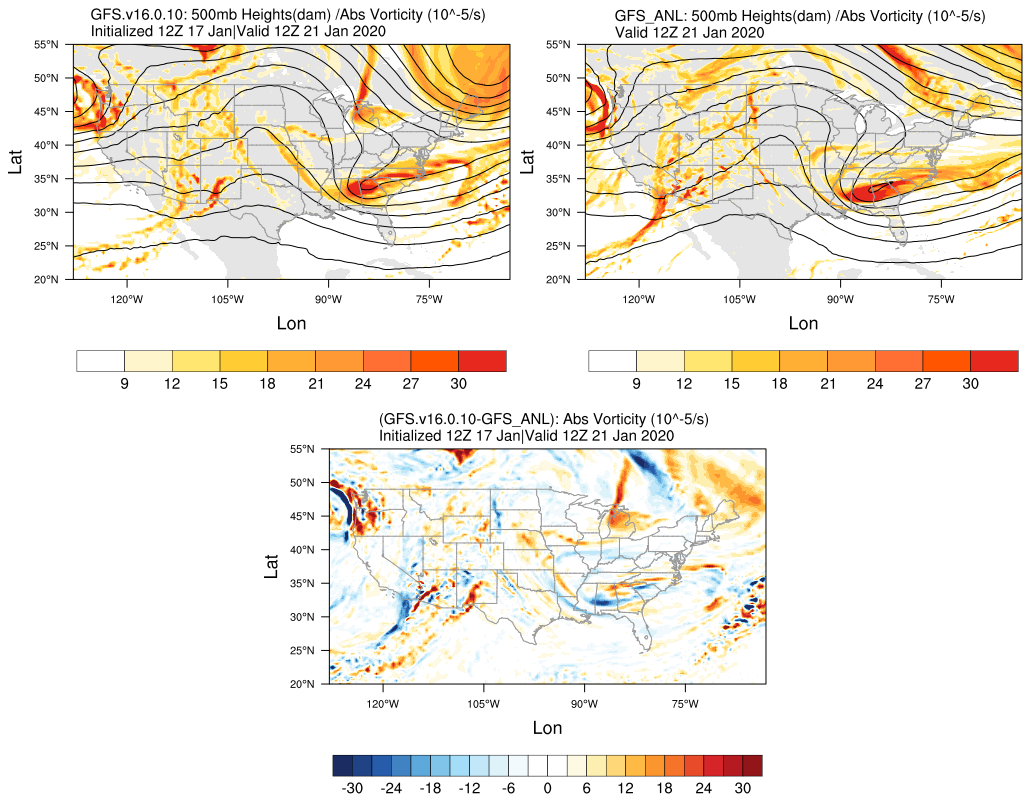 GFS.v16.0.10: 500mb Heights(dam) /Abs Vorticity (10^-5/s)
Initialized 12Z 17 Jan|Valid 12Z 21 Jan 2020
55°N
50°N
45°N
40°N
35°N
30°N
25°N
20°N
Lat
120°W 105°W 90°W 75°W
Lon
9 12 15 18 21 24 27 30
GFS_ANL: 500mb Heights(dam) /Abs Vorticity (10^-5/s)
Valid 12Z 21 Jan 2020
55°N
50°N
45°N
40°N
35°N
30°N
25°N
20°N
Lat
120°W 105°W 90°W 75°W
Lon
9 12 15 18 21 24 27 30
(GFS.v16.0.10-GFS_ANL): Abs Vorticity (10^-5/s)
Initialized 12Z 17 Jan|Valid 12Z 21 Jan 2020
55°N
50°N
45°N
40°N
35°N
30°N
25°N
20°N
Lat
120°W 105°W 90°W 75°W
Lon
-30 -24 -18 -12 -6 0 6 12 18 24 30